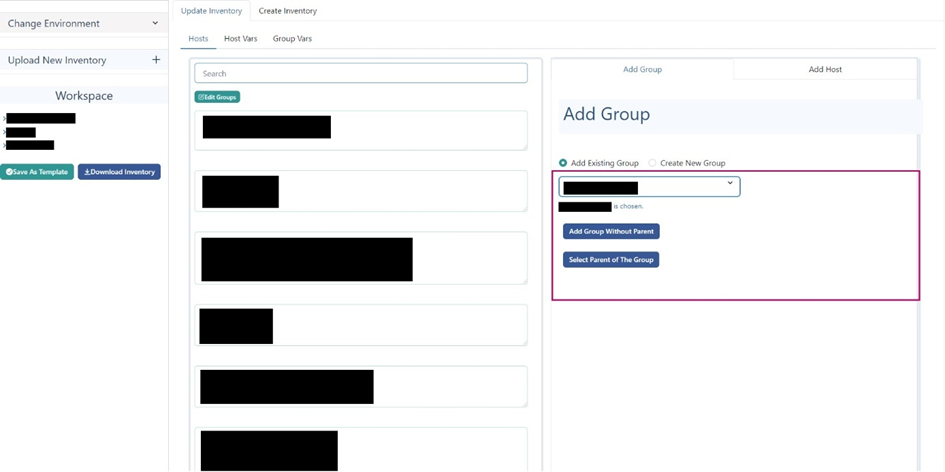 Change Environment
Upload New Inventory
Workspace
Save As Template
Download Inventory
Update Inventory
Create Inventory
Hosts
Host Vars
Group Vars
Search
Edit Groups
Add Group
Add Host
Add Group
Add Existing Group
Create New Group
is chosen.
Add Group Without Parent
Select Parent of The Group